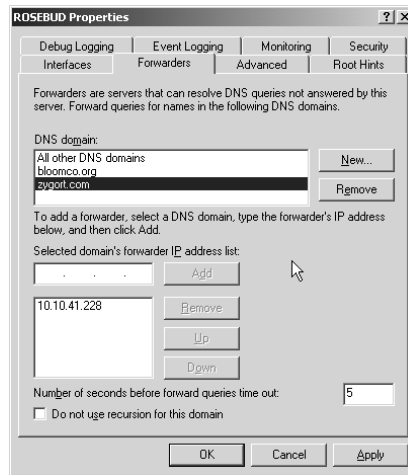 ROSEBUD Properties
Debug Logging
Event Logging
Monitoring
Security
Interfaces
Forwarders
Advanced
Root Hints
Forwarders are servers that can resolve DNS queries not answered by this
server. Forward queries for names in the following DNS domains.
DNS domain:
All other DNS domains
bloomco.org
zygort.com
New...
Remove
To add a forwarder, select a DNS domain, type the forwarder's IP address
below, and then click Add.
Selected domain's forwarder IP address list:
. . .
Add
10.10.41.228
Remove
Up
Down
Number of seconds before forward queries time out:
5
Do not use recursion for this domain
OK
Cancel
Apply